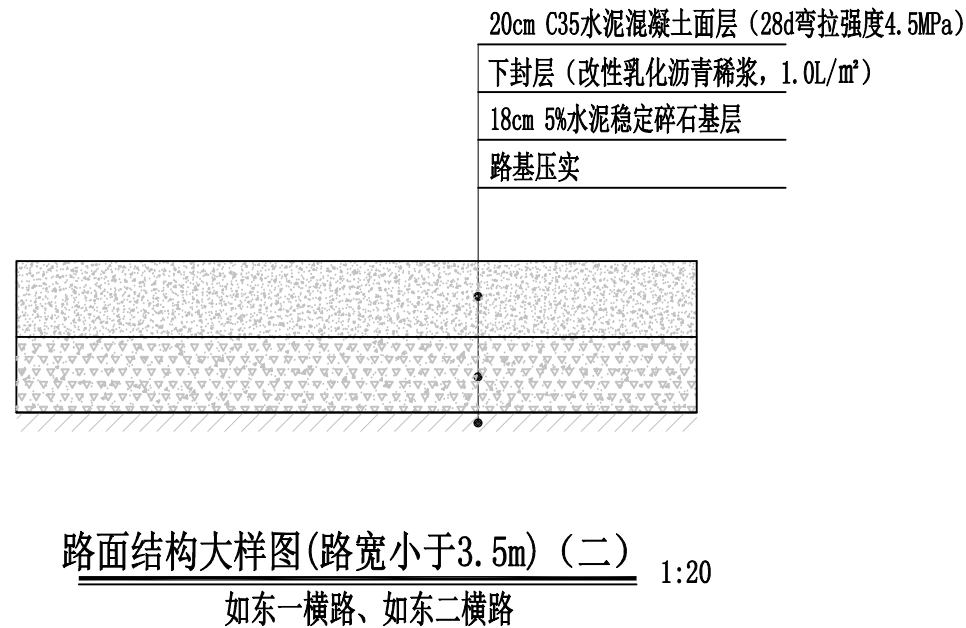 20cm C35水泥混凝土面层（28d弯拉强度4.5MPa）
下封层（改性乳化沥青稀浆，1.0L/㎡）
18cm 5%水泥稳定碎石基层
路基压实
路面结构大样图(路宽小于3.5m)（二） 1:20
如东一横路、如东二横路